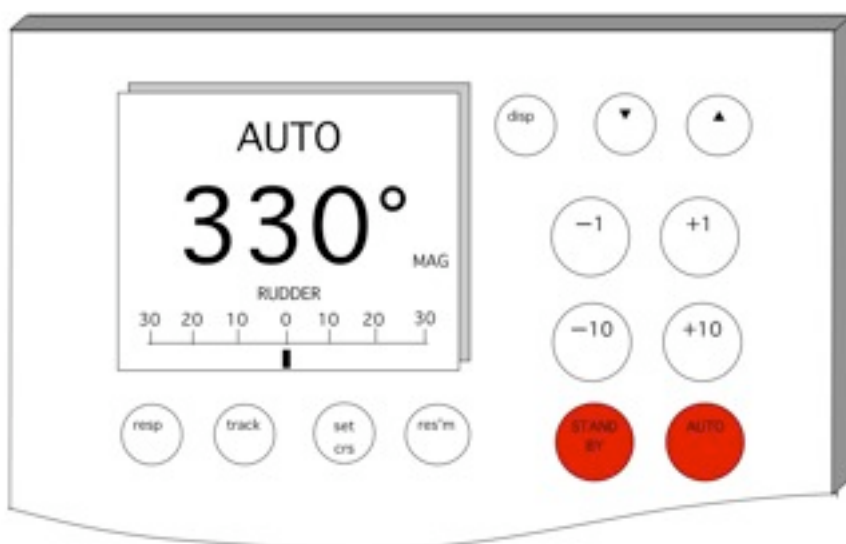 AUTO
330°
MAG
RUDDER
30 20 10 0 10 20 30
disp ▼ ▲
−1 +1
−10 +10
resp track set crs res'm
STAND BY AUTO